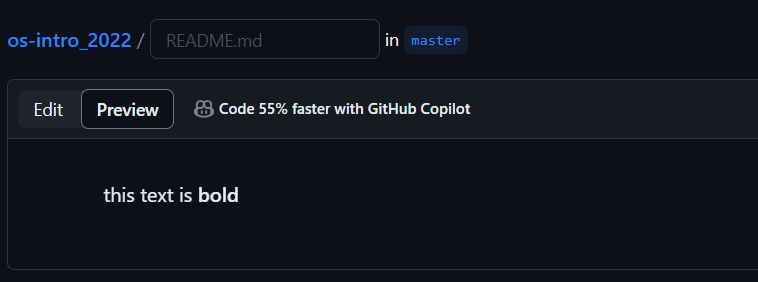 os-intro_2022 / README.md in master
Edit Preview Code 55% faster with GitHub Copilot
this text is bold